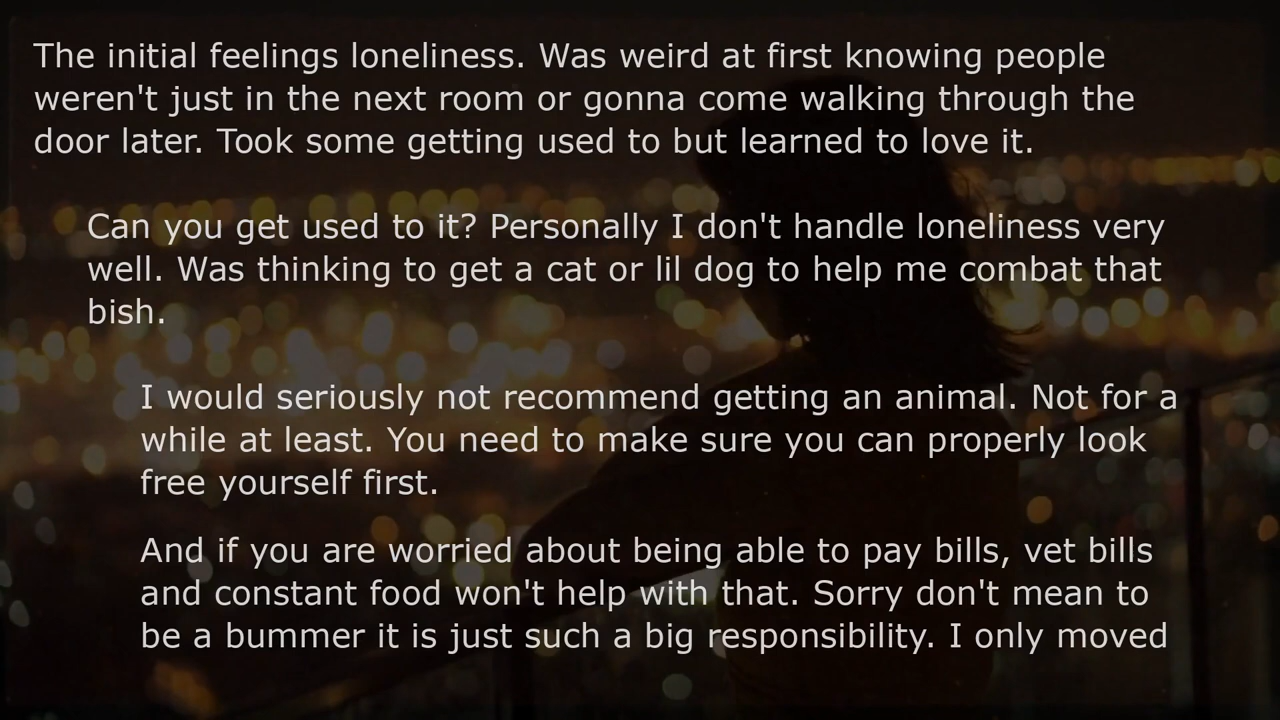 The initial feelings loneliness. Was weird at first knowing people
weren't just in the next room or gonna come walking through the
door later. Took some getting used to but learned to love it.
Can you get used to it? Personally I don't handle loneliness very
well. Was thinking to get a cat or lil dog to help me combat that
bish.
I would seriously not recommend getting an animal. Not for a
while at least. You need to make sure you can properly look
free yourself first.
And if you are worried about being able to pay bills, vet bills
and constant food won't help with that. Sorry don't mean to
be a bummer it is just such a big responsibility. I only moved